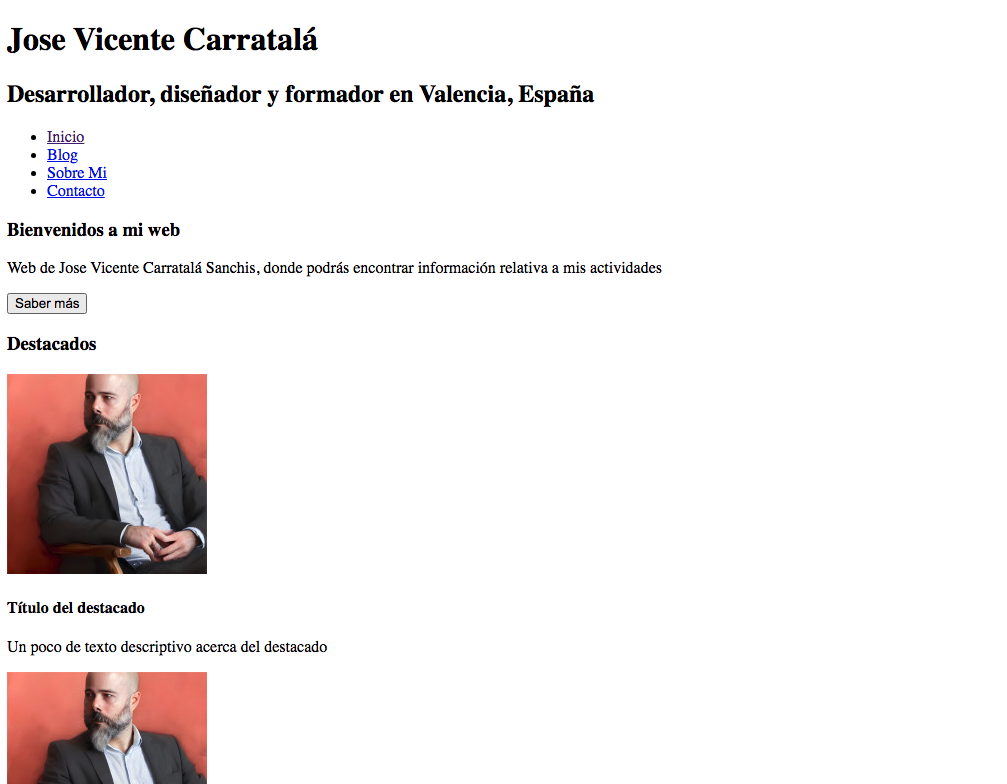 Jose Vicente Carratalá
Desarrollador, diseñador y formador en Valencia, España
Inicio
Blog
Sobre Mi
Contacto
Bienvenidos a mi web
Web de Jose Vicente Carratalá Sanchis, donde podrás encontrar información relativa a mis actividades
Saber más
Destacados
Título del destacado
Un poco de texto descriptivo acerca del destacado